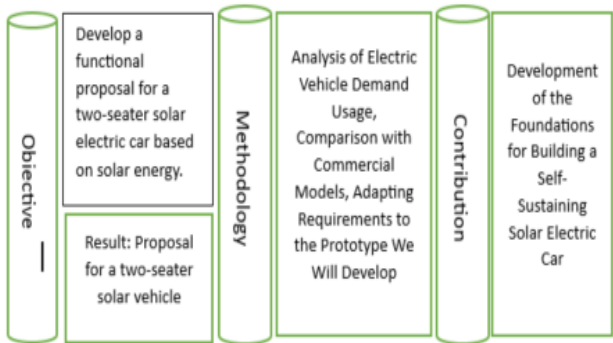 Objective
Develop a
functional
proposal for a
two-seater solar
electric car based
on solar energy.
Result: Proposal
for a two-seater
solar vehicle
Methodology
Analysis of Electric
Vehicle Demand
Usage,
Comparison with
Commercial
Models, Adapting
Requirements to
the Prototype We
Will Develop
Contribution
Development
of the
Foundations
for Building a
Self-
Sustaining
Solar Electric
Car